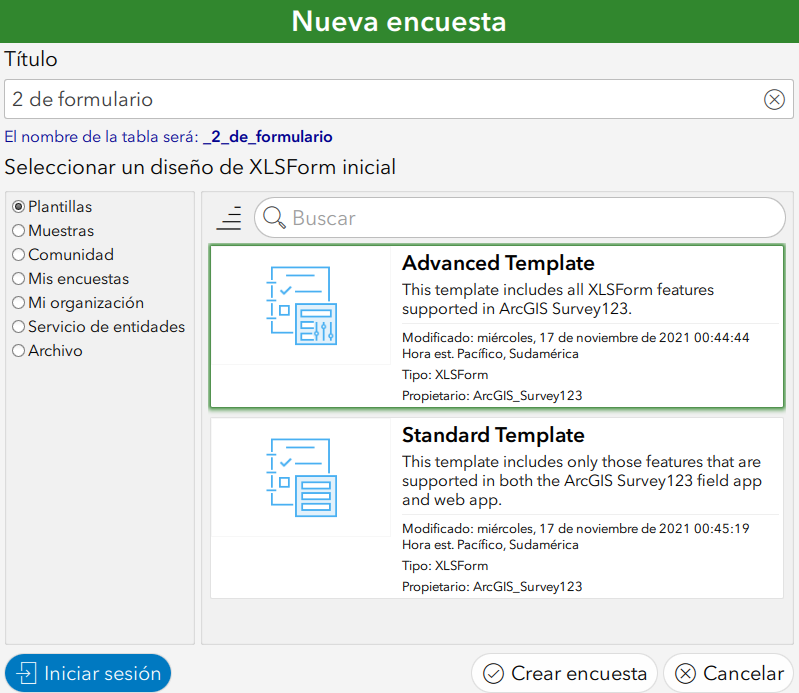 Nueva encuesta
Título
2 de formulario
El nombre de la tabla será: _2_de_formulario
Seleccionar un diseño de XLSForm inicial
Plantillas
Muestras
Comunidad
Mis encuestas
Mi organización
Servicio de entidades
Archivo
Buscar
Advanced Template
This template includes all XLSForm features
supported in ArcGIS Survey123.
Modificado: miércoles, 17 de noviembre de 2021 00:44:44
Hora est. Pacífico, Sudamérica
Tipo: XLSForm
Propietario: ArcGIS_Survey123
Standard Template
This template includes only those features that are
supported in both the ArcGIS Survey123 field app
and web app.
Modificado: miércoles, 17 de noviembre de 2021 00:45:19
Hora est. Pacífico, Sudamérica
Tipo: XLSForm
Propietario: ArcGIS_Survey123
Iniciar sesión
Crear encuesta
Cancelar